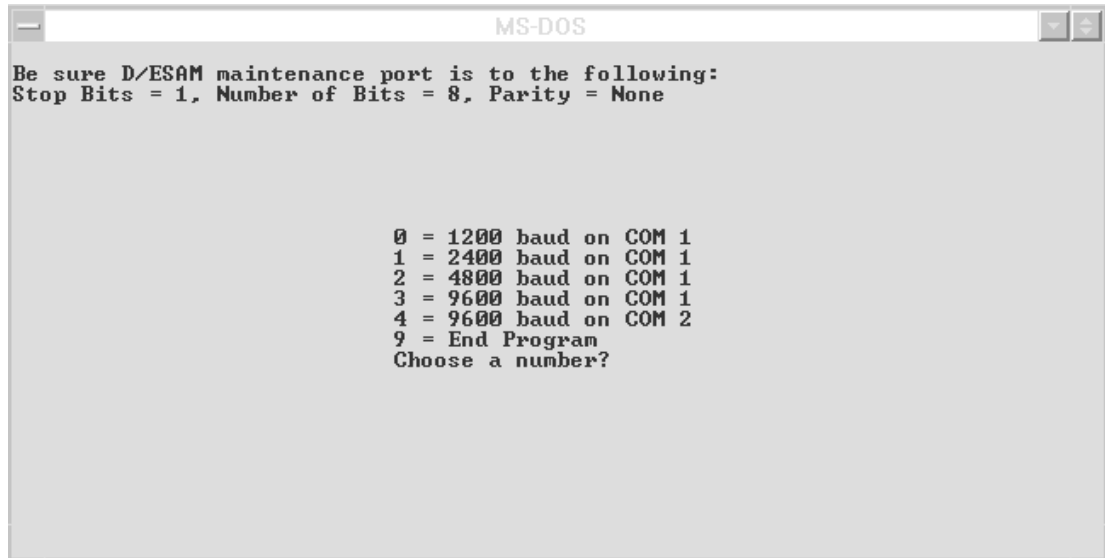 MS-DOS
Be sure D/ESAM maintenance port is to the following:
Stop Bits = 1, Number of Bits = 8, Parity = None
0 = 1200 baud on COM 1
1 = 2400 baud on COM 1
2 = 4800 baud on COM 1
3 = 9600 baud on COM 1
4 = 9600 baud on COM 2
9 = End Program
Choose a number?